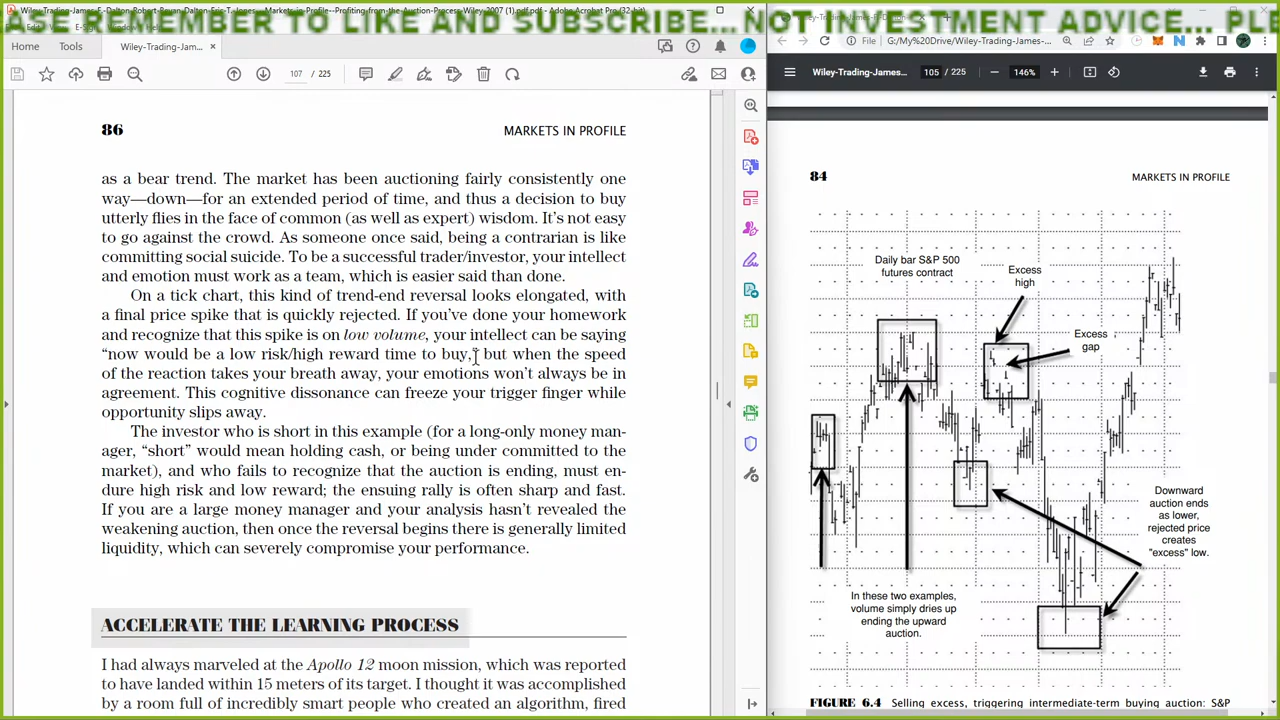 REMEMBER TO LIKE AND SUBSCRIBE... NOT
MENT ADVICE... PLE
Home
Tools
Wiley-Trading-Jam...
×
107 / 225
86
MARKETS IN PROFILE
as a bear trend. The market has been auctioning fairly consistently one
way—down—for an extended period of time, and thus a decision to buy
utterly flies in the face of common (as well as expert) wisdom. It's not easy
to go against the crowd. As someone once said, being a contrarian is like
committing social suicide. To be a successful trader/investor, your intellect
and emotion must work as a team, which is easier said than done.
On a tick chart, this kind of trend-end reversal looks elongated, with
a final price spike that is quickly rejected. If you've done your homework
and recognize that this spike is on low volume, your intellect can be saying
"now would be a low risk/high reward time to buy," but when the speed
of the reaction takes your breath away, your emotions won't always be in
agreement. This cognitive dissonance can freeze your trigger finger while
opportunity slips away.
The investor who is short in this example (for a long-only money man-
ager, "short" would mean holding cash, or being under committed to the
market), and who fails to recognize that the auction is ending, must en-
dure high risk and low reward; the ensuing rally is often sharp and fast.
If you are a large money manager and your analysis hasn't revealed the
weakening auction, then once the reversal begins there is generally limited
liquidity, which can severely compromise your performance.
ACCELERATE THE LEARNING PROCESS
I had always marveled at the Apollo 12 moon mission, which was reported
to have landed within 15 meters of its target. I thought it was accomplished
by a room full of incredibly smart people who created an algorithm, fired
File
G:/My%20Drive/Wiley-Trading-James-...
Wiley-Trading-James...
105 / 225
146%
84
MARKETS IN PROFILE
Daily bar S&P 500
futures contract
Excess
high
Excess
gap
Downward
auction ends
as lower,
rejected price
creates
"excess" low.
In these two examples,
volume simply dries up
ending the upward
auction.
FIGURE 6.4 Selling excess, triggering intermediate-term buying auction: S&P